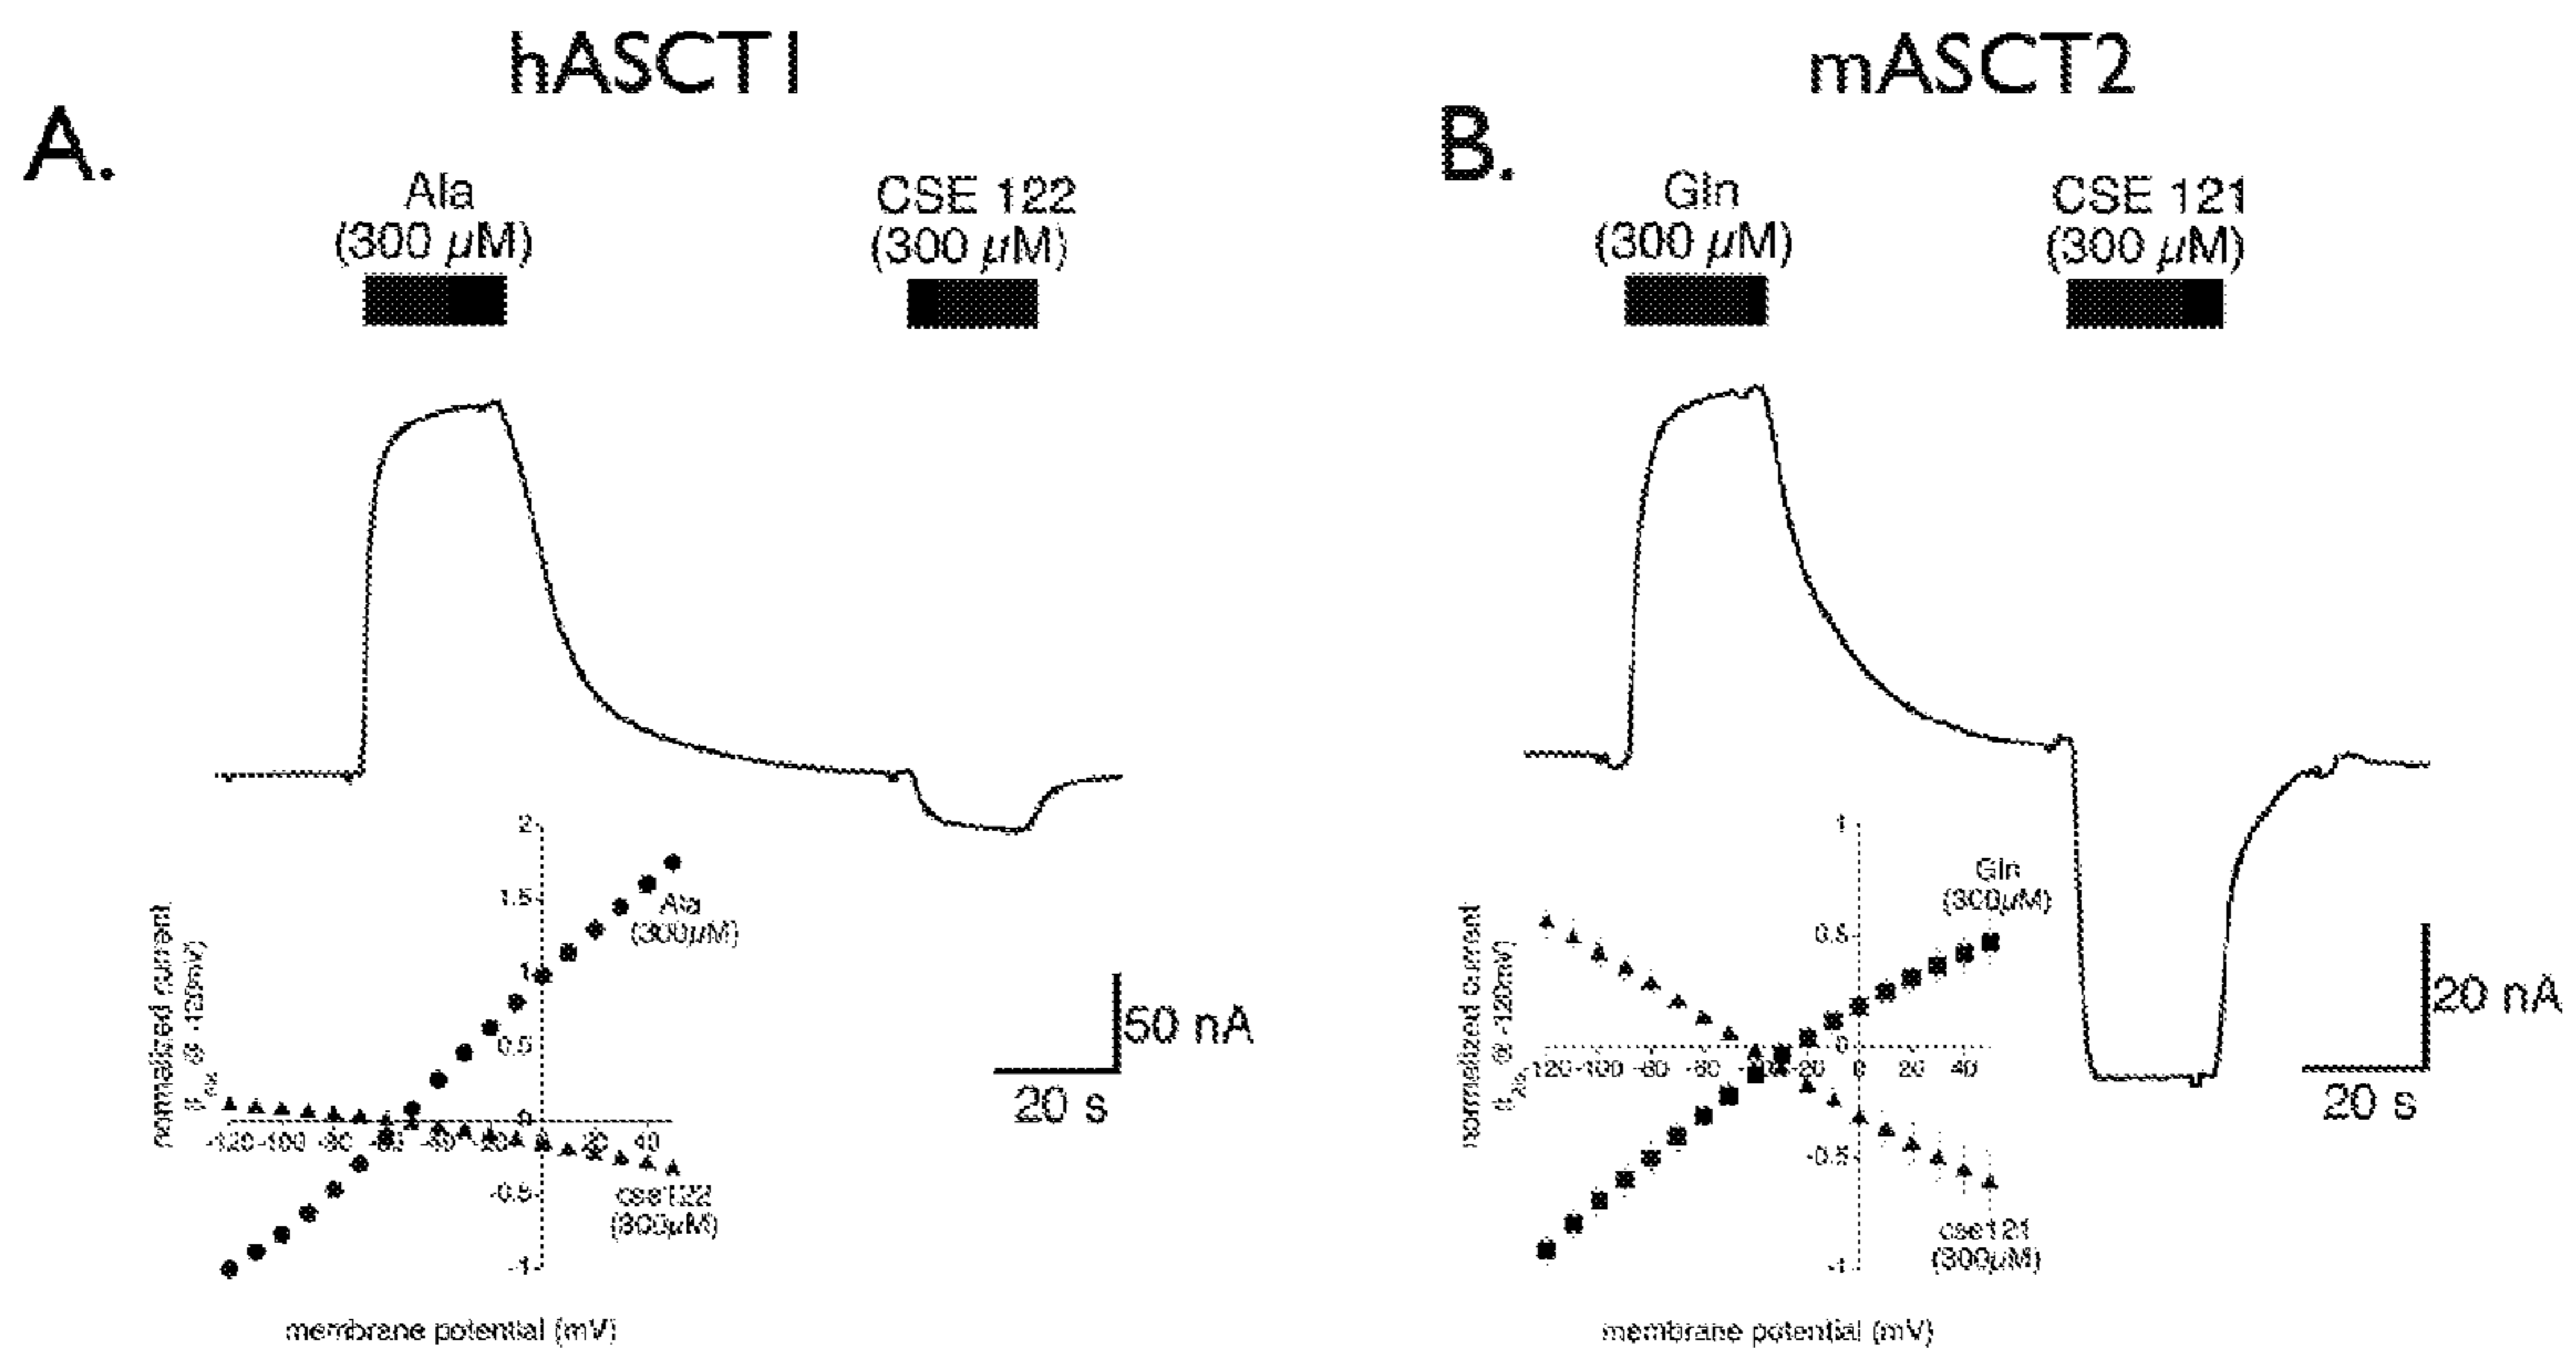 hASCT1
A.
Ala
(300 μM)
CSE 122
(300 μM)
2
1.5
1
0.5
0
-0.5
-1
-120 -100 -80 -60 -40 -20 0 20 40
Ala
(300μM)
cse122
(300μM)
normalized current
@ -120mV)
membrane potential (mV)
50 nA
20 s
mASCT2
B.
Gln
(300 μM)
CSE 121
(300 μM)
1
0.5
0
-0.5
-1
-120 -100 -80 -60 -20 0 20 40
Gln
(300μM)
cse121
(300μM)
normalized current
@ -120mV)
membrane potential (mV)
20 nA
20 s